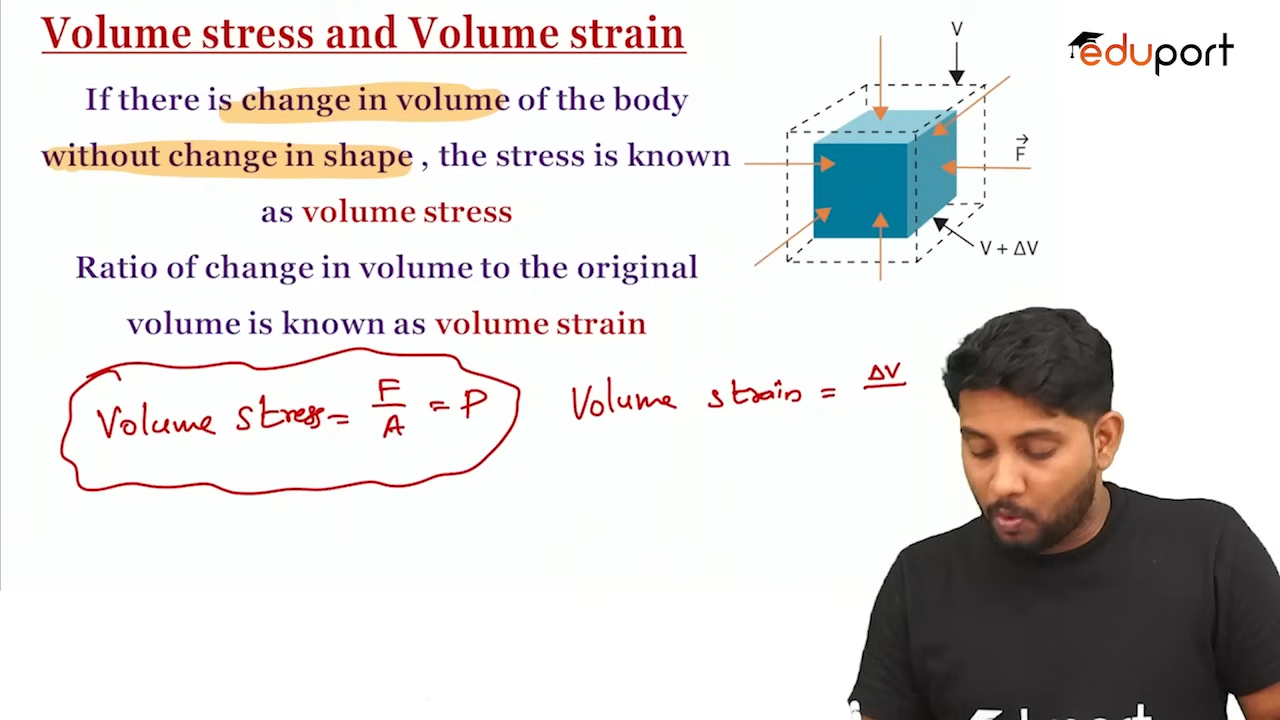 Volume stress and Volume strain
If there is change in volume of the body
without change in shape , the stress is known
as volume stress
Ratio of change in volume to the original
volume is known as volume strain
Volume stress = F/A = P
Volume strain = ΔV
V
F
V + ΔV
eduport